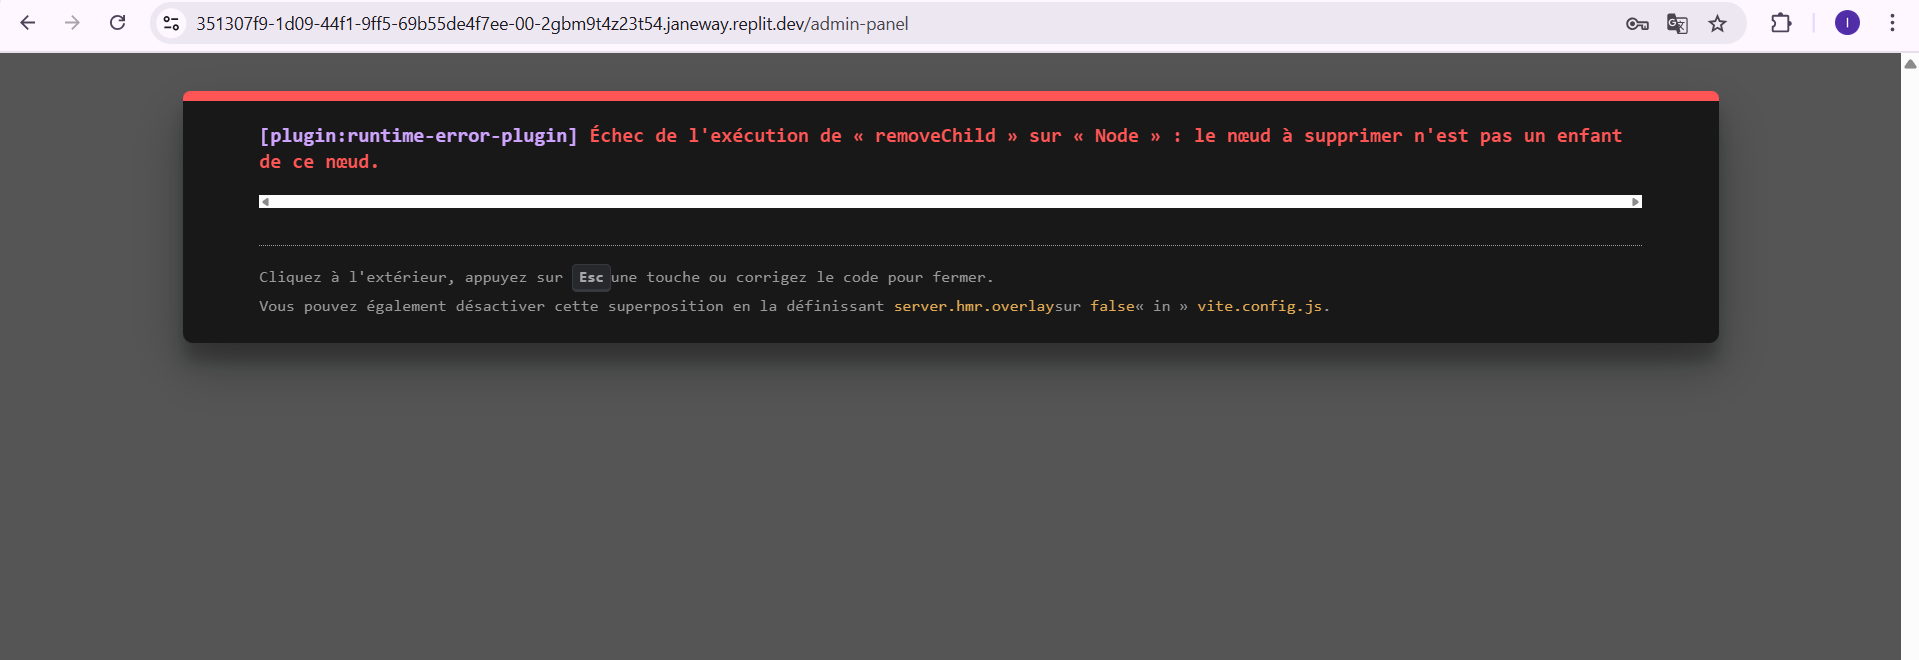 351307f9-1d09-44f1-9ff5-69b55de4f7ee-00-2gbm9t4z23t54.janeway.replit.dev/admin-panel
I
[plugin:runtime-error-plugin] Échec de l'exécution de « removeChild » sur « Node » : le nœud à supprimer n'est pas un enfant
de ce nœud.
Cliquez à l'extérieur, appuyez sur Esc une touche ou corrigez le code pour fermer.
Vous pouvez également désactiver cette superposition en la définissant server.hmr.overlaysur false« in » vite.config.js.